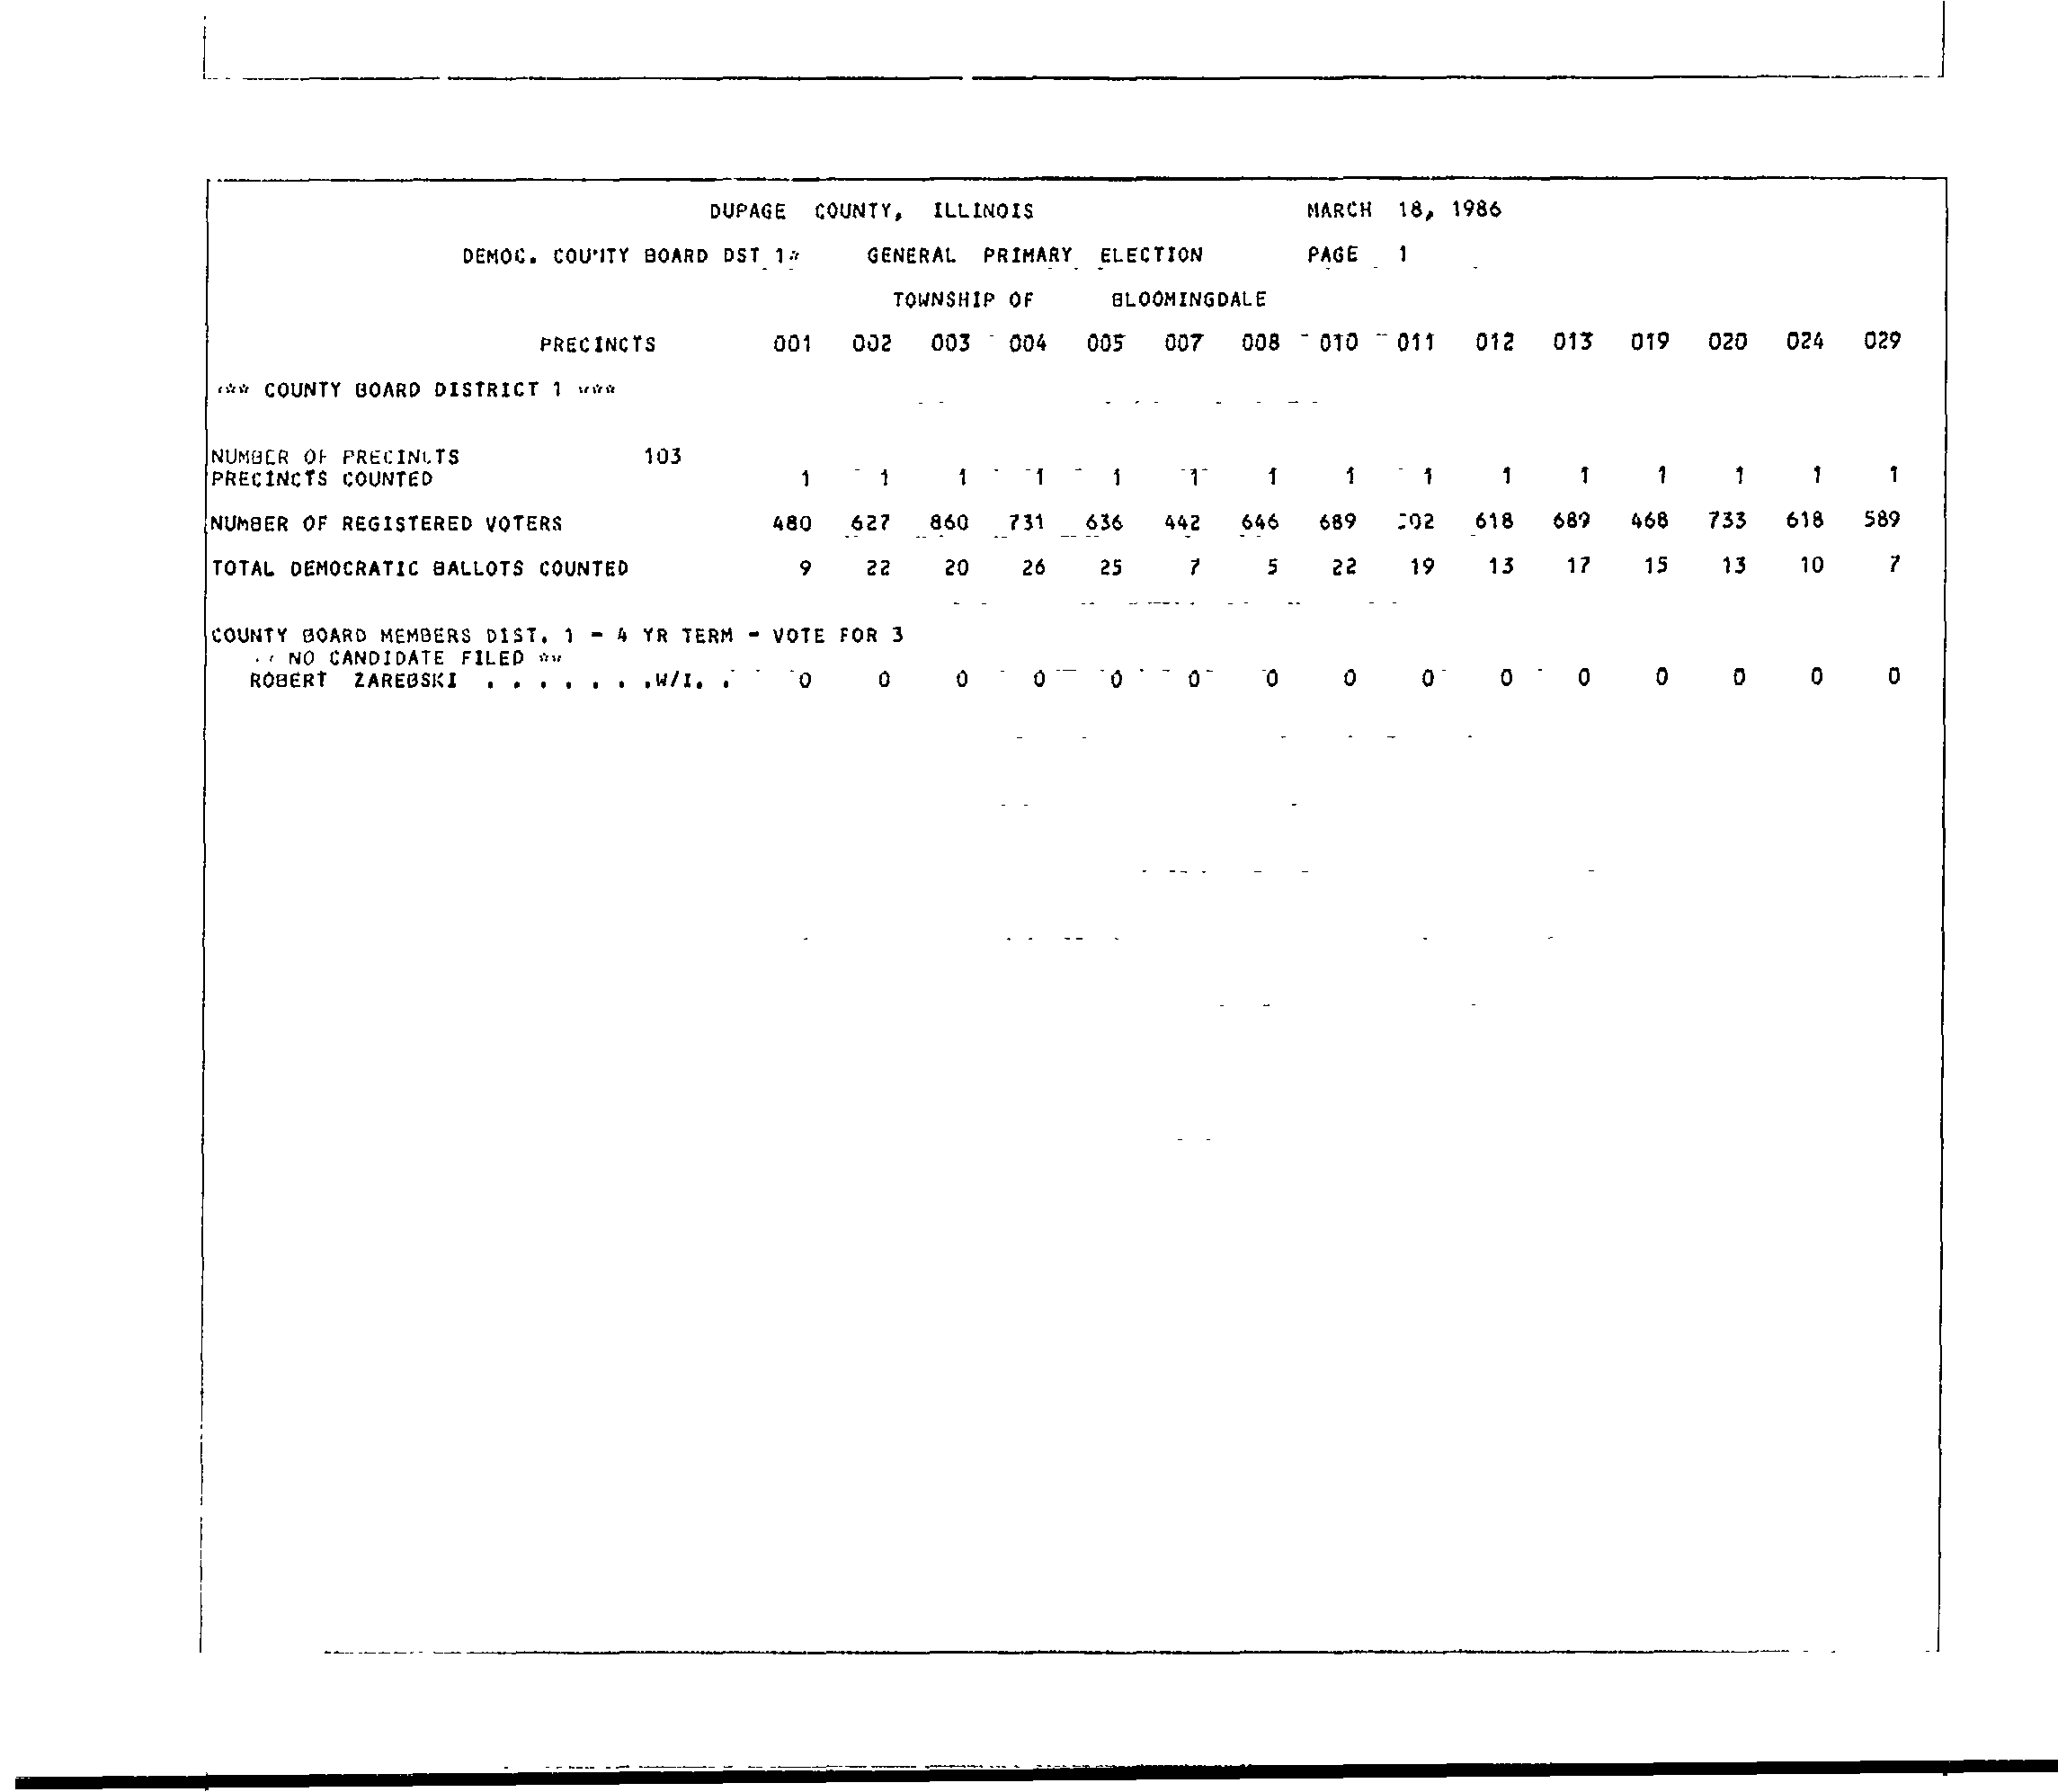 DUPAGE COUNTY, ILLINOIS MARCH 18, 1986
DEMOC. COUNTY BOARD DST 1* GENERAL PRIMARY ELECTION PAGE 1
TOWNSHIP OF BLOOMINGDALE
PRECINCTS 001 002 003 004 005 007 008 010 011 012 013 019 020 024 029
*** COUNTY BOARD DISTRICT 1 ***
NUMBER OF PRECINCTS 103
PRECINCTS COUNTED 1 1 1 1 1 1 1 1 1 1 1 1 1 1 1
NUMBER OF REGISTERED VOTERS 480 627 860 731 636 442 646 689 618 689 468 733 618 589
TOTAL DEMOCRATIC BALLOTS COUNTED 9 22 20 26 25 7 5 22 19 13 17 15 13 10 7
COUNTY BOARD MEMBERS DIST. 1 - 4 YR TERM - VOTE FOR 3
** NO CANDIDATE FILED **
ROBERT ZAREBSKI . . . . . . .W/I. . 0 0 0 0 0 0 0 0 0 0 0 0 0 0 0